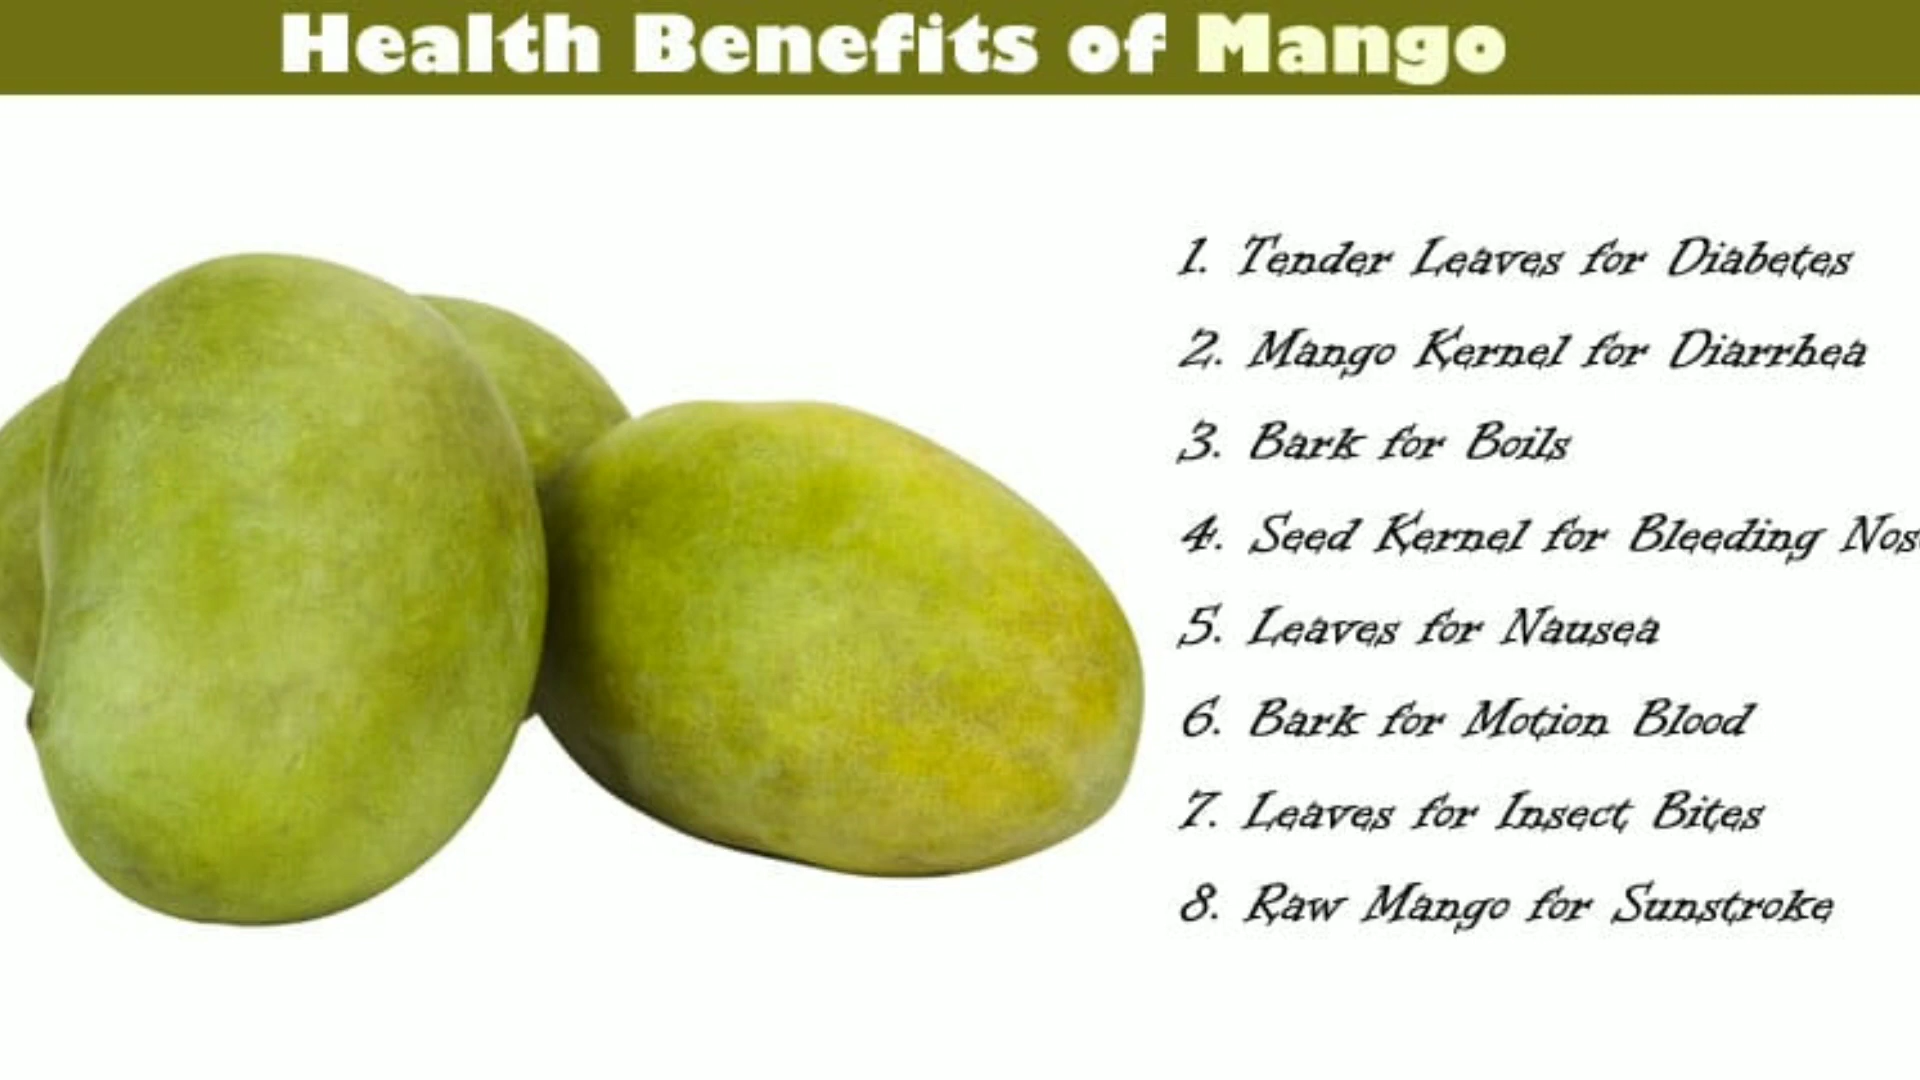 Health Benefits of Mango
1. Tender Leaves for Diabetes
2. Mango Kernel for Diarrhea
3. Bark for Boils
4. Seed Kernel for Bleeding
5. Leaves for Nausea
6. Bark for Motion Blood
7. Leaves for Insect Bites
8. Raw Mango for Sunstroke